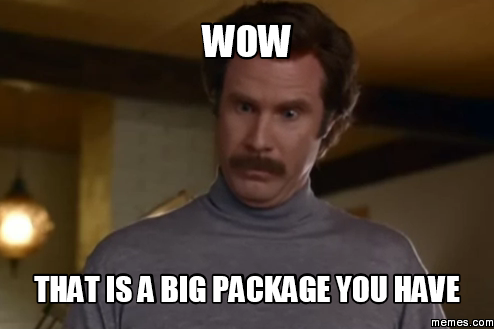 WOW
THAT IS A BIG PACKAGE YOU HAVE
memes.com